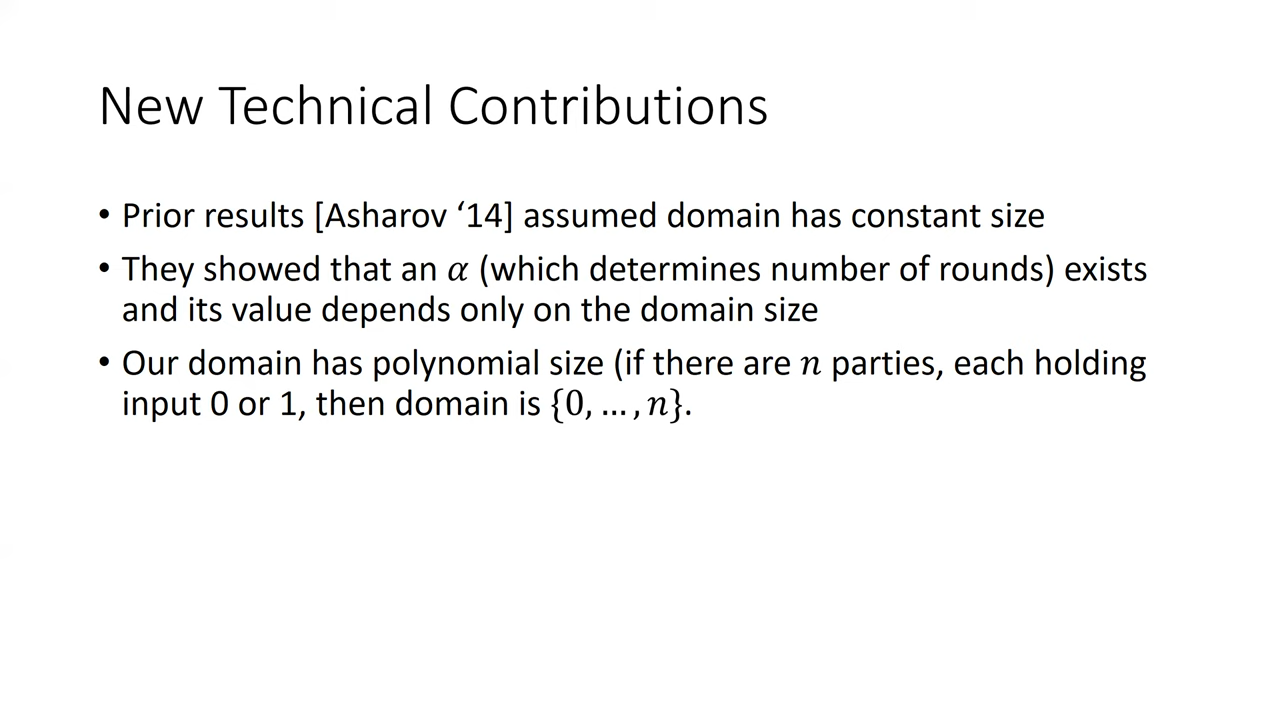 New Technical Contributions
• Prior results [Asharov ‘14] assumed domain has constant size
• They showed that an 𝛼 (which determines number of rounds) exists
and its value depends only on the domain size
• Our domain has polynomial size (if there are 𝑛 parties, each holding
input 0 or 1, then domain is {0, … , 𝑛}.